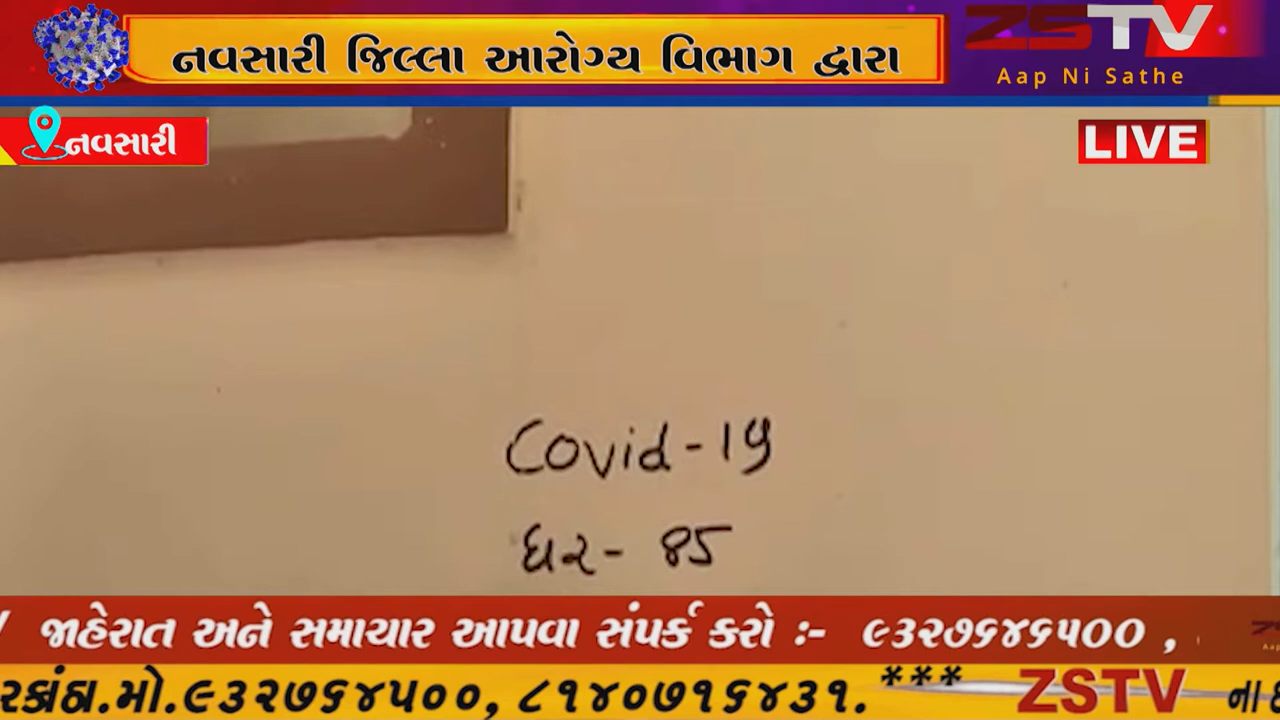 નવસારી જિલ્લા આરોગ્ય વિભાગ દ્વારા
ZSTV
Aap Ni Sathe
નવસારી
LIVE
Covid-19
ઘર- 85
જાહેરાત અને સમાચાર આપવા સંપર્ક કરો :- ૯૩૨૭૬૪૬૫૦૦ ,
રકાંઠા.મો.૯૩૨૭૬૪૫૦૦, ૮૧૪૦૭૧૬૪૩૧. *** ZSTV ના